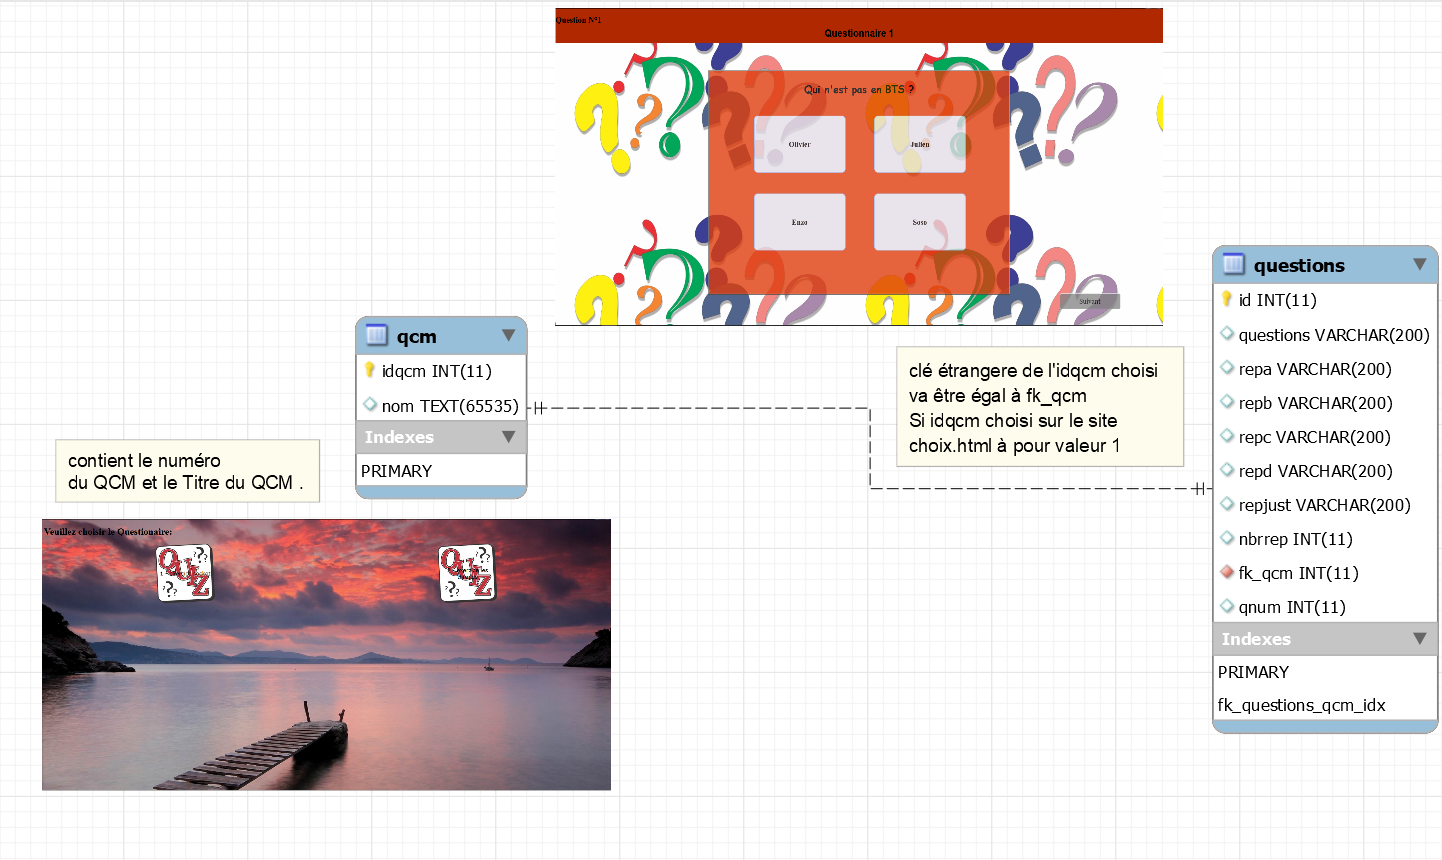 Question N°1
Questionnaire 1
Qui n'est pas en BTS ?
Olivier
Julien
Enzo
Soso
Suivant
qcm
idqcm INT(11)
nom TEXT(65535)
Indexes
PRIMARY
contient le numéro
du QCM et le Titre du QCM .
clé étrangere de l'idqcm choisi
va être égal à fk_qcm
Si idqcm choisi sur le site
choix.html à pour valeur 1
questions
id INT(11)
questions VARCHAR(200)
repa VARCHAR(200)
repb VARCHAR(200)
repc VARCHAR(200)
repd VARCHAR(200)
repjust VARCHAR(200)
nbrrep INT(11)
fk_qcm INT(11)
qnum INT(11)
Indexes
PRIMARY
fk_questions_qcm_idx
Veuillez choisir le Questionaire:
QUIZ
QUIZ